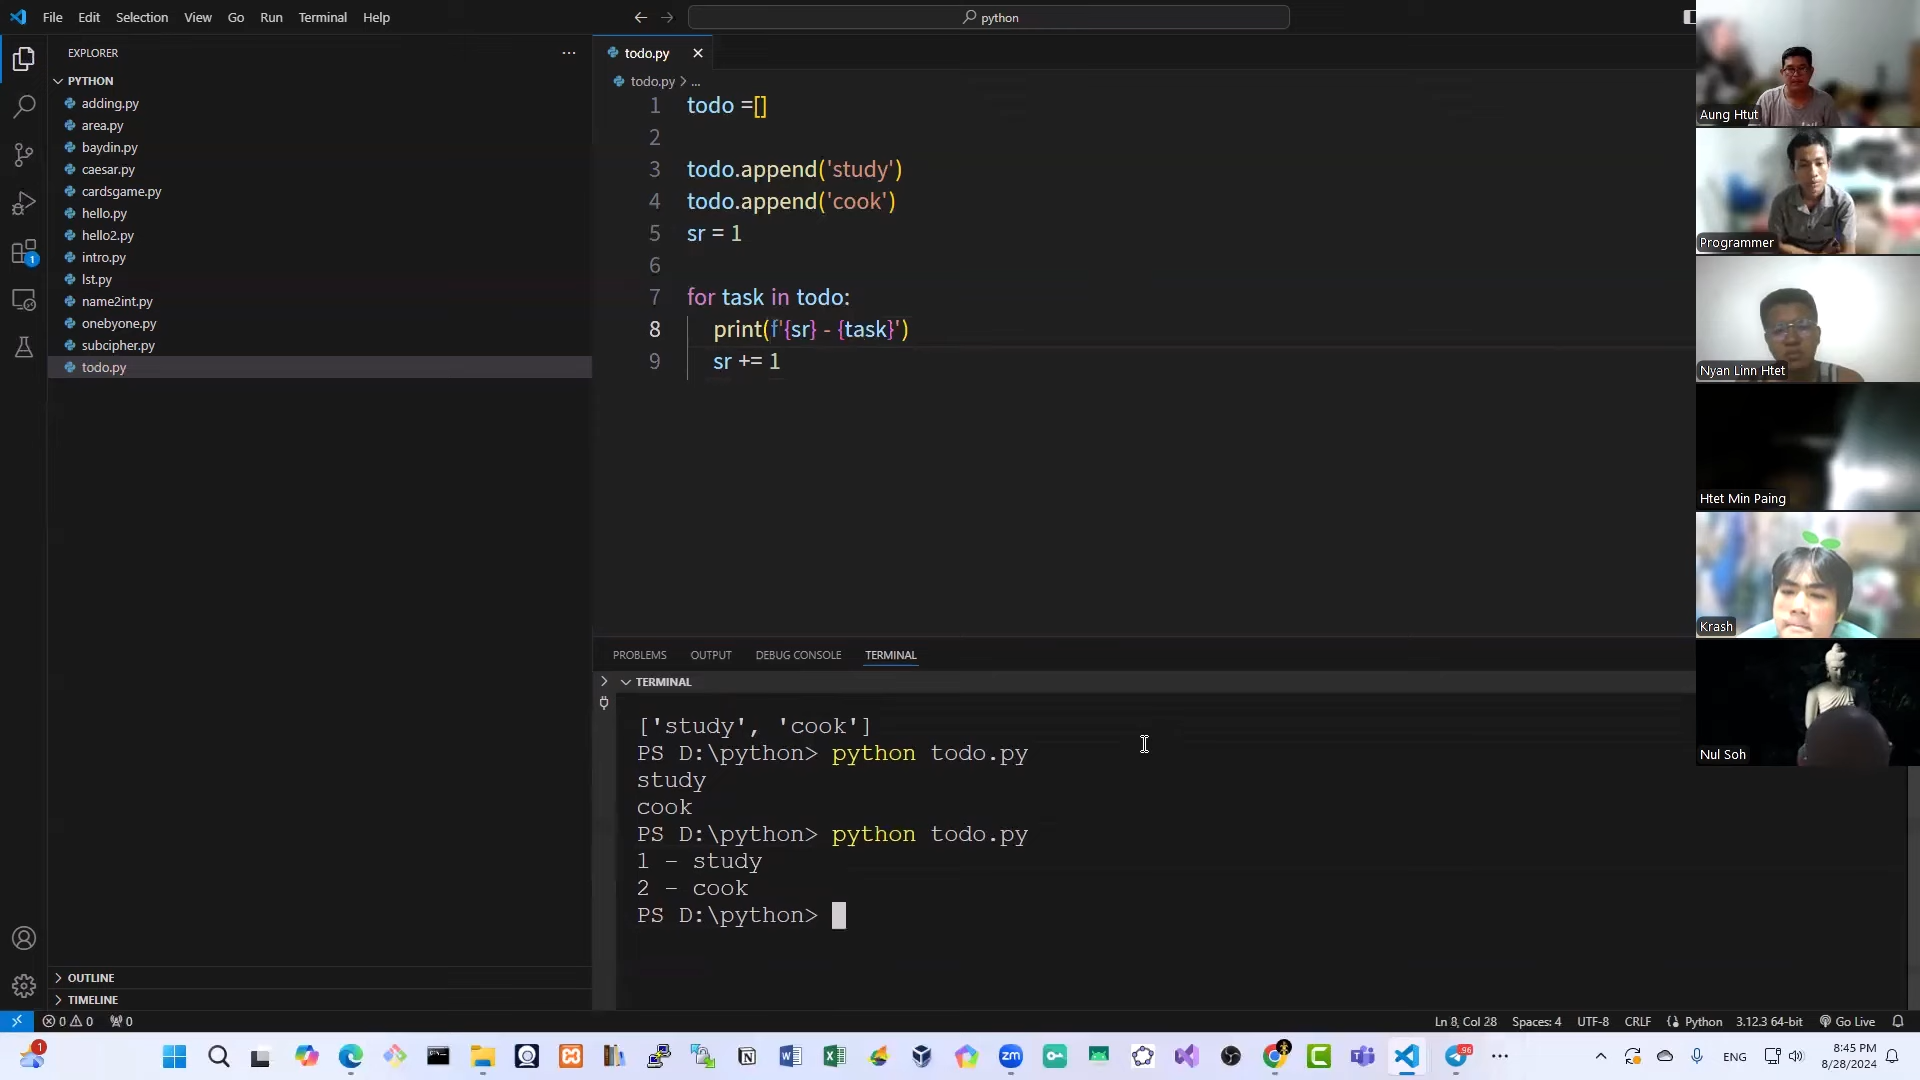 File Edit Selection View Go Run Terminal Help
python
EXPLORER
PYTHON
adding.py
area.py
baydin.py
caesar.py
cardsgame.py
hello.py
hello2.py
intro.py
lst.py
name2int.py
onebyone.py
subcipher.py
todo.py
OUTLINE
TIMELINE
1
todo.py
todo.py > ...
1 todo =[]
2
3 todo.append('study')
4 todo.append('cook')
5 sr = 1
6
7 for task in todo:
8 print(f'{sr} - {task}')
9 sr += 1
PROBLEMS OUTPUT DEBUG CONSOLE TERMINAL
TERMINAL
['study', 'cook']
PS D:\python> python todo.py
study
cook
PS D:\python> python todo.py
1 - study
2 - cook
PS D:\python>
Aung Htut
Programmer
Nyan Linn Htet
Htet Min Paing
Krash
Nul Soh
0 0 0
Ln 8, Col 28 Spaces: 4 UTF-8 CRLF Python 3.12.3 64-bit Go Live
1
zm
96
ENG
8:45 PM
8/28/2024